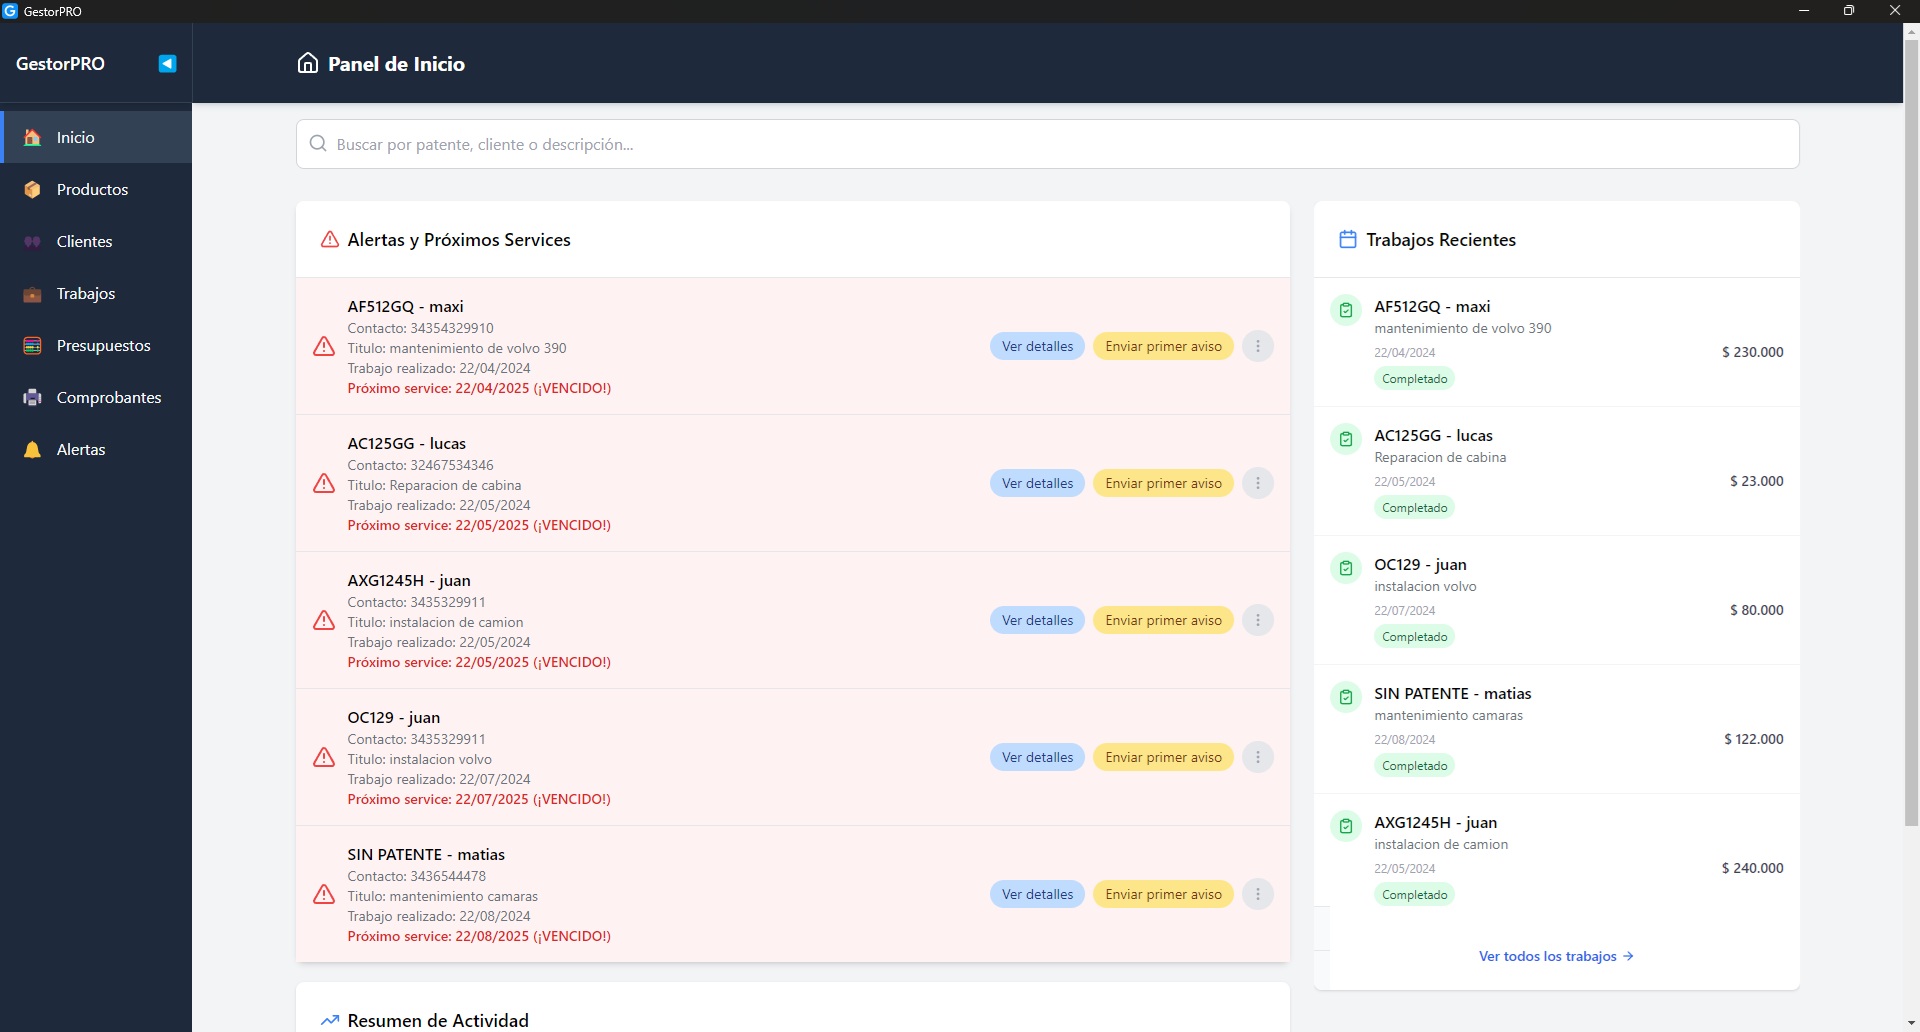 GestorPRO
GestorPRO
Panel de Inicio
Inicio
Productos
Clientes
Trabajos
Presupuestos
Comprobantes
Alertas
Buscar por patente, cliente o descripción...
Alertas y Próximos Services
AF512GQ - maxi
Contacto: 34354329910
Titulo: mantenimiento de volvo 390
Trabajo realizado: 22/04/2024
Próximo service: 22/04/2025 (¡VENCIDO!)
Ver detalles
Enviar primer aviso
AC125GG - lucas
Contacto: 32467534346
Titulo: Reparacion de cabina
Trabajo realizado: 22/05/2024
Próximo service: 22/05/2025 (¡VENCIDO!)
Ver detalles
Enviar primer aviso
AXG1245H - juan
Contacto: 3435329911
Titulo: instalacion de camion
Trabajo realizado: 22/05/2024
Próximo service: 22/05/2025 (¡VENCIDO!)
Ver detalles
Enviar primer aviso
OC129 - juan
Contacto: 3435329911
Titulo: instalacion volvo
Trabajo realizado: 22/07/2024
Próximo service: 22/07/2025 (¡VENCIDO!)
Ver detalles
Enviar primer aviso
SIN PATENTE - matias
Contacto: 3436544478
Titulo: mantenimiento camaras
Trabajo realizado: 22/08/2024
Próximo service: 22/08/2025 (¡VENCIDO!)
Ver detalles
Enviar primer aviso
Resumen de Actividad
Trabajos Recientes
AF512GQ - maxi
mantenimiento de volvo 390
22/04/2024
$ 230.000
Completado
AC125GG - lucas
Reparacion de cabina
22/05/2024
$ 23.000
Completado
OC129 - juan
instalacion volvo
22/07/2024
$ 80.000
Completado
SIN PATENTE - matias
mantenimiento camaras
22/08/2024
$ 122.000
Completado
AXG1245H - juan
instalacion de camion
22/05/2024
$ 240.000
Completado
Ver todos los trabajos →